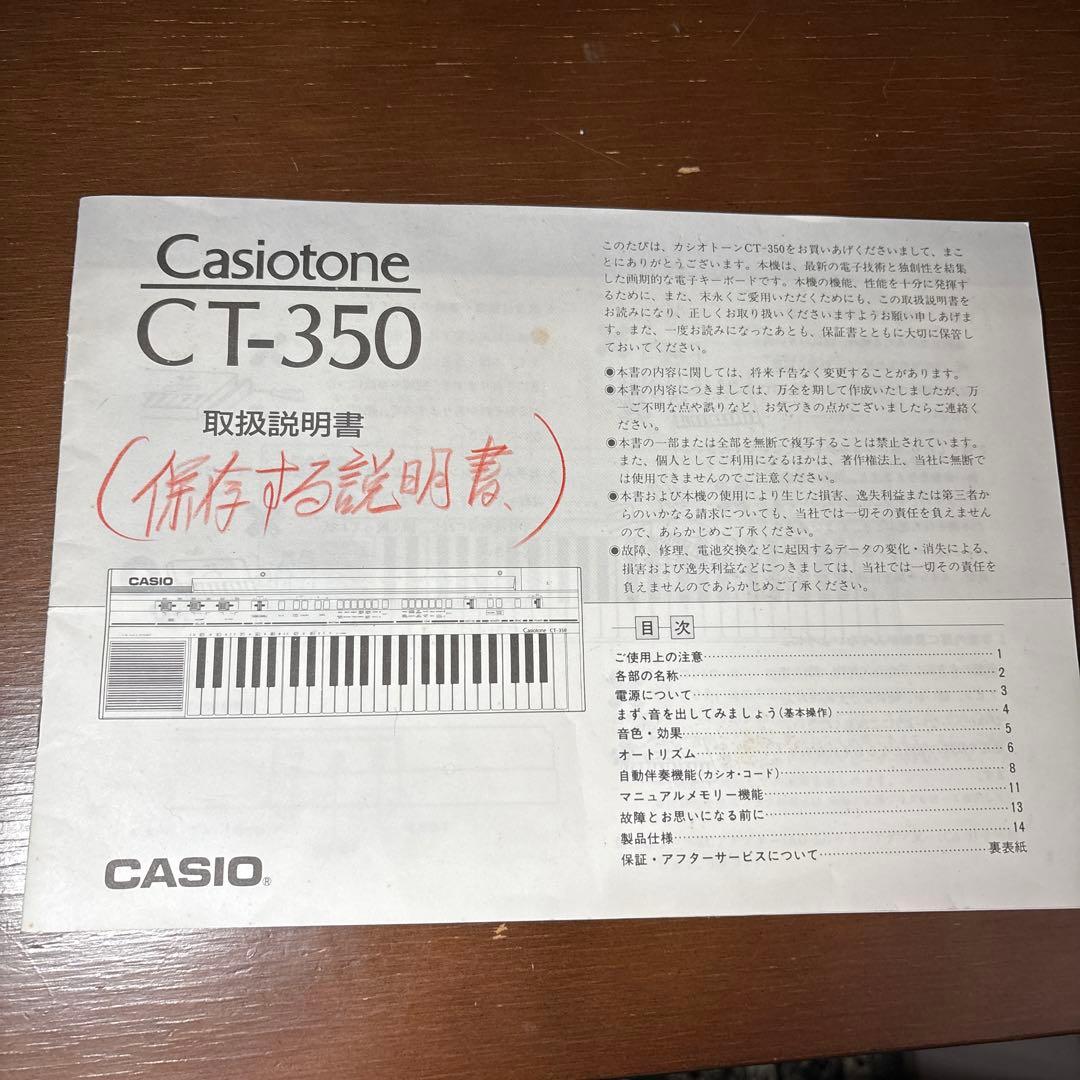 Casiotone
CT-350
取扱説明書
(保存する説明書、)
CASIO
Casiotone CT-350
CASIO®
このたびは、カシオトーンCT-350をお買いあげくださいまして、まこ
とにありがとうございます。本機は、最新の電子技術と独創性を結集
した画期的な電子キーボードです。本機の機能、性能を十分に発揮す
るために、また、末永くご愛用いただくためにも、この取扱説明書を
お読みになり、正しくお取り扱いくださいますようお願い申しあげま
す。また、一度お読みになったあとも、保証書とともに大切に保管し
ておいてください。
●本書の内容に関しては、将来予告なく変更することがあります。
●本書の内容につきましては、万全を期して作成いたしましたが、万
一ご不明な点や誤りなど、お気づきの点がございましたらご連絡く
ださい。
●本書の一部または全部を無断で複写することは禁止されています。
また、個人としてご利用になるほかは、著作権法上、当社に無断で
は使用できませんのでご注意ください。
●本書および本機の使用により生じた損害、逸失利益または第三者か
らのいかなる請求についても、当社では一切その責任を負えません
ので、あらかじめご了承ください。
●故障、修理、電池交換などに起因するデータの変化・消失による、
損害および逸失利益などにつきましては、当社では一切その責任を
負えませんのであらかじめご了承ください。
目次
ご使用上の注意……1
各部の名称……2
電源について……3
まず、音を出してみましょう(基本操作)……4
音色・効果……5
オートリズム……6
自動伴奏機能(カシオ・コード)……8
マニュアルメモリー機能……11
故障とお思いになる前に……13
製品仕様……14
保証・アフターサービスについて……裏表紙